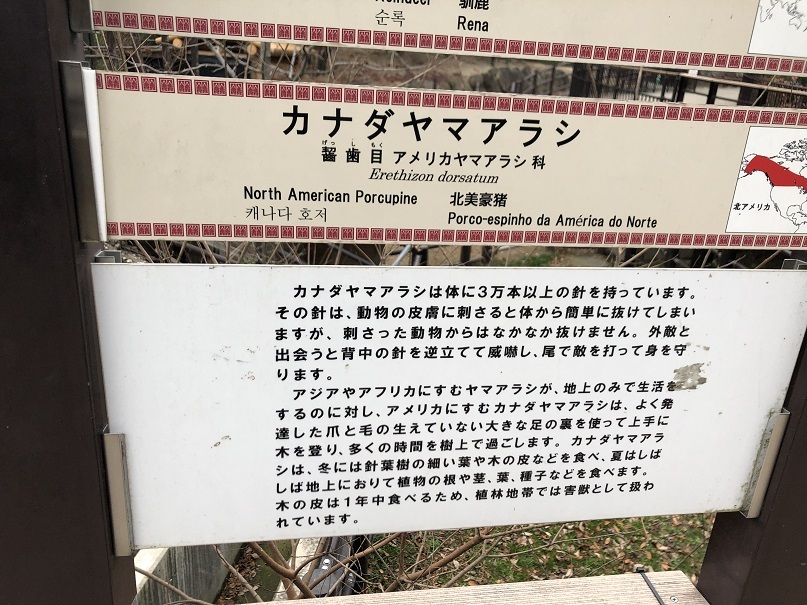 馴鹿
순록 Rena
カナダヤマアラシ
げっ し もく
齧歯目 アメリカヤマアラシ科
Erethizon dorsatum
North American Porcupine 北美豪猪
캐나다 호저 Porco-espinho da América do Norte
北アメリカ
カナダヤマアラシは体に3万本以上の針を持っています。
その針は、動物の皮膚に刺さると体から簡単に抜けてしまい
ますが、刺さった動物からはなかなか抜けません。外敵と
出会うと背中の針を逆立てて威嚇し、尾で敵を打って身を守
ります。
アジアやアフリカにすむヤマアラシが、地上のみで生活を
するのに対し、アメリカにすむカナダヤマアラシは、よく発
達した爪と毛の生えていない大きな足の裏を使って上手に
木を登り、多くの時間を樹上で過ごします。カナダヤマアラ
シは、冬には針葉樹の細い葉や木の皮などを食べ、夏はしば
しば地上におりて植物の根や茎、葉、種子などを食べます。
木の皮は1年中食べるため、植林地帯では害獣として扱わ
れています。